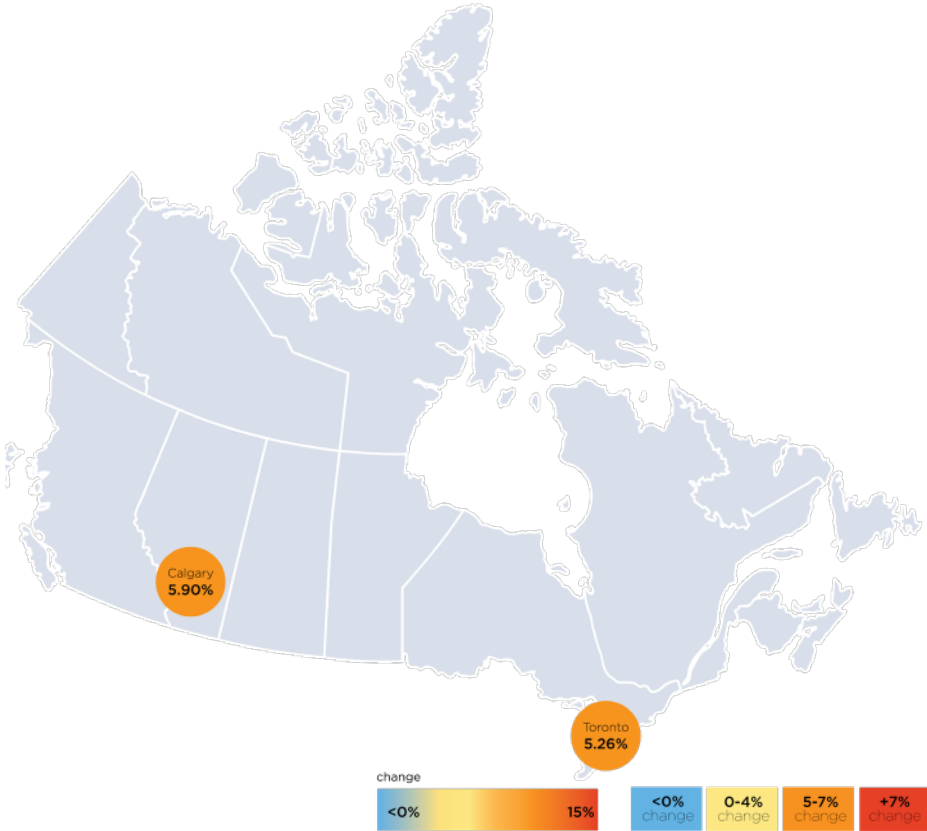 Calgary
5.90%
Toronto
5.26%
change
<0%
15%
<0%
change
0-4%
change
5-7%
change
+7%
change